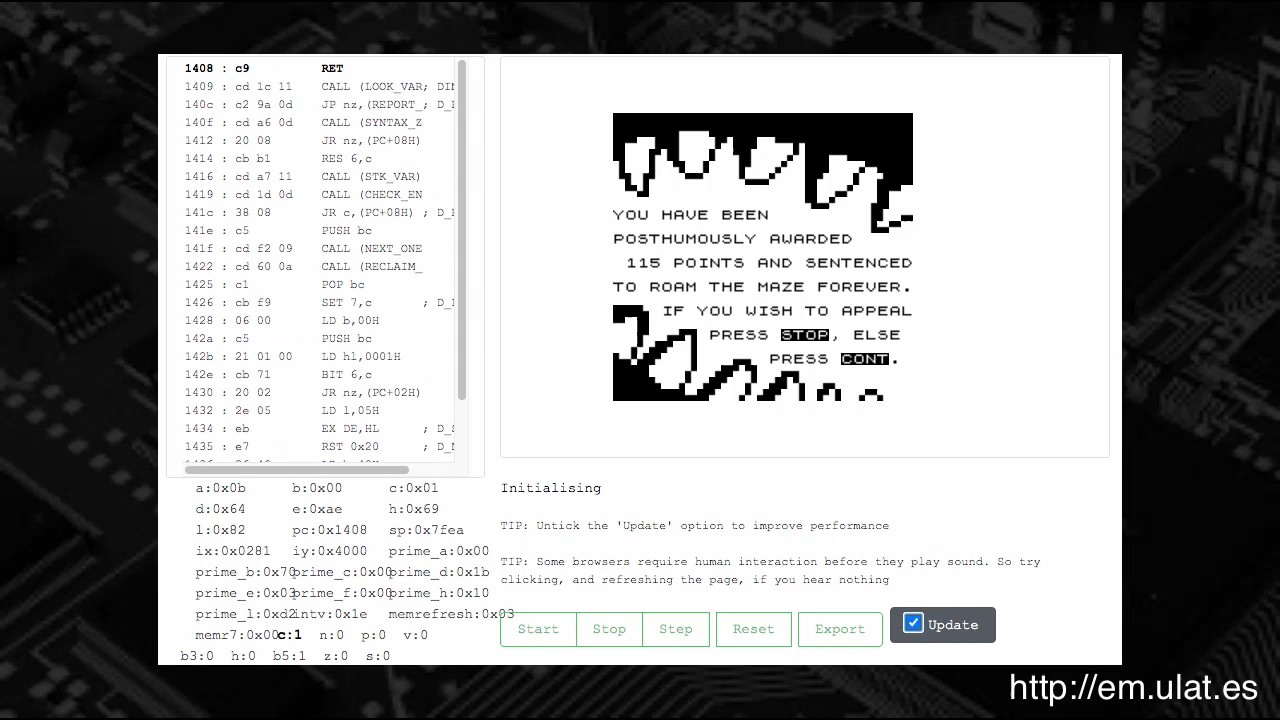 1408 : c9 RET
1409 : cd 1c 11 CALL (LOOK_VAR; DI
140c : c2 9a 0d JP nz,(REPORT_; D_
140f : cd a6 0d CALL (SYNTAX_Z
1412 : 20 08 JR nz,(PC+08H)
1414 : cb b1 RES 6,c
1416 : cd a7 11 CALL (STK_VAR)
1419 : cd 1d 0d CALL (CHECK_EN
141c : 38 08 JR c,(PC+08H) ; D_
141e : c5 PUSH bc
141f : cd f2 09 CALL (NEXT_ONE
1422 : cd 60 0a CALL (RECLAIM_
1425 : c1 POP bc
1426 : cb f9 SET 7,c ; D_
1428 : 06 00 LD b,00H
142a : c5 PUSH bc
142b : 21 01 00 LD hl,0001H
142e : cb 71 BIT 6,c
1430 : 20 02 JR nz,(PC+02H)
1432 : 2e 05 LD l,05H
1434 : eb EX DE,HL ; D_
1435 : e7 RST 0x20 ; D_
a:0x0b b:0x00 c:0x01
d:0x64 e:0xae h:0x69
l:0x82 pc:0x1408 sp:0x7fea
ix:0x0281 iy:0x4000 prime_a:0x00
prime_b:0x70 prime_c:0x00 prime_d:0x1b
prime_e:0x03 prime_f:0x00 prime_h:0x10
prime_l:0xd2 intv:0x1e memrefresh:0x03
memr7:0x00 c:1 n:0 p:0 v:0
b3:0 h:0 b5:1 z:0 s:0
YOU HAVE BEEN
POSTHUMOUSLY AWARDED
115 POINTS AND SENTENCED
TO ROAM THE MAZE FOREVER.
IF YOU WISH TO APPEAL
PRESS STOP, ELSE
PRESS CONT.
Initialising
TIP: Untick the 'Update' option to improve performance
TIP: Some browsers require human interaction before they play sound. So try
clicking, and refreshing the page, if you hear nothing
Start Stop Step Reset Export Update
http://em.ulat.es